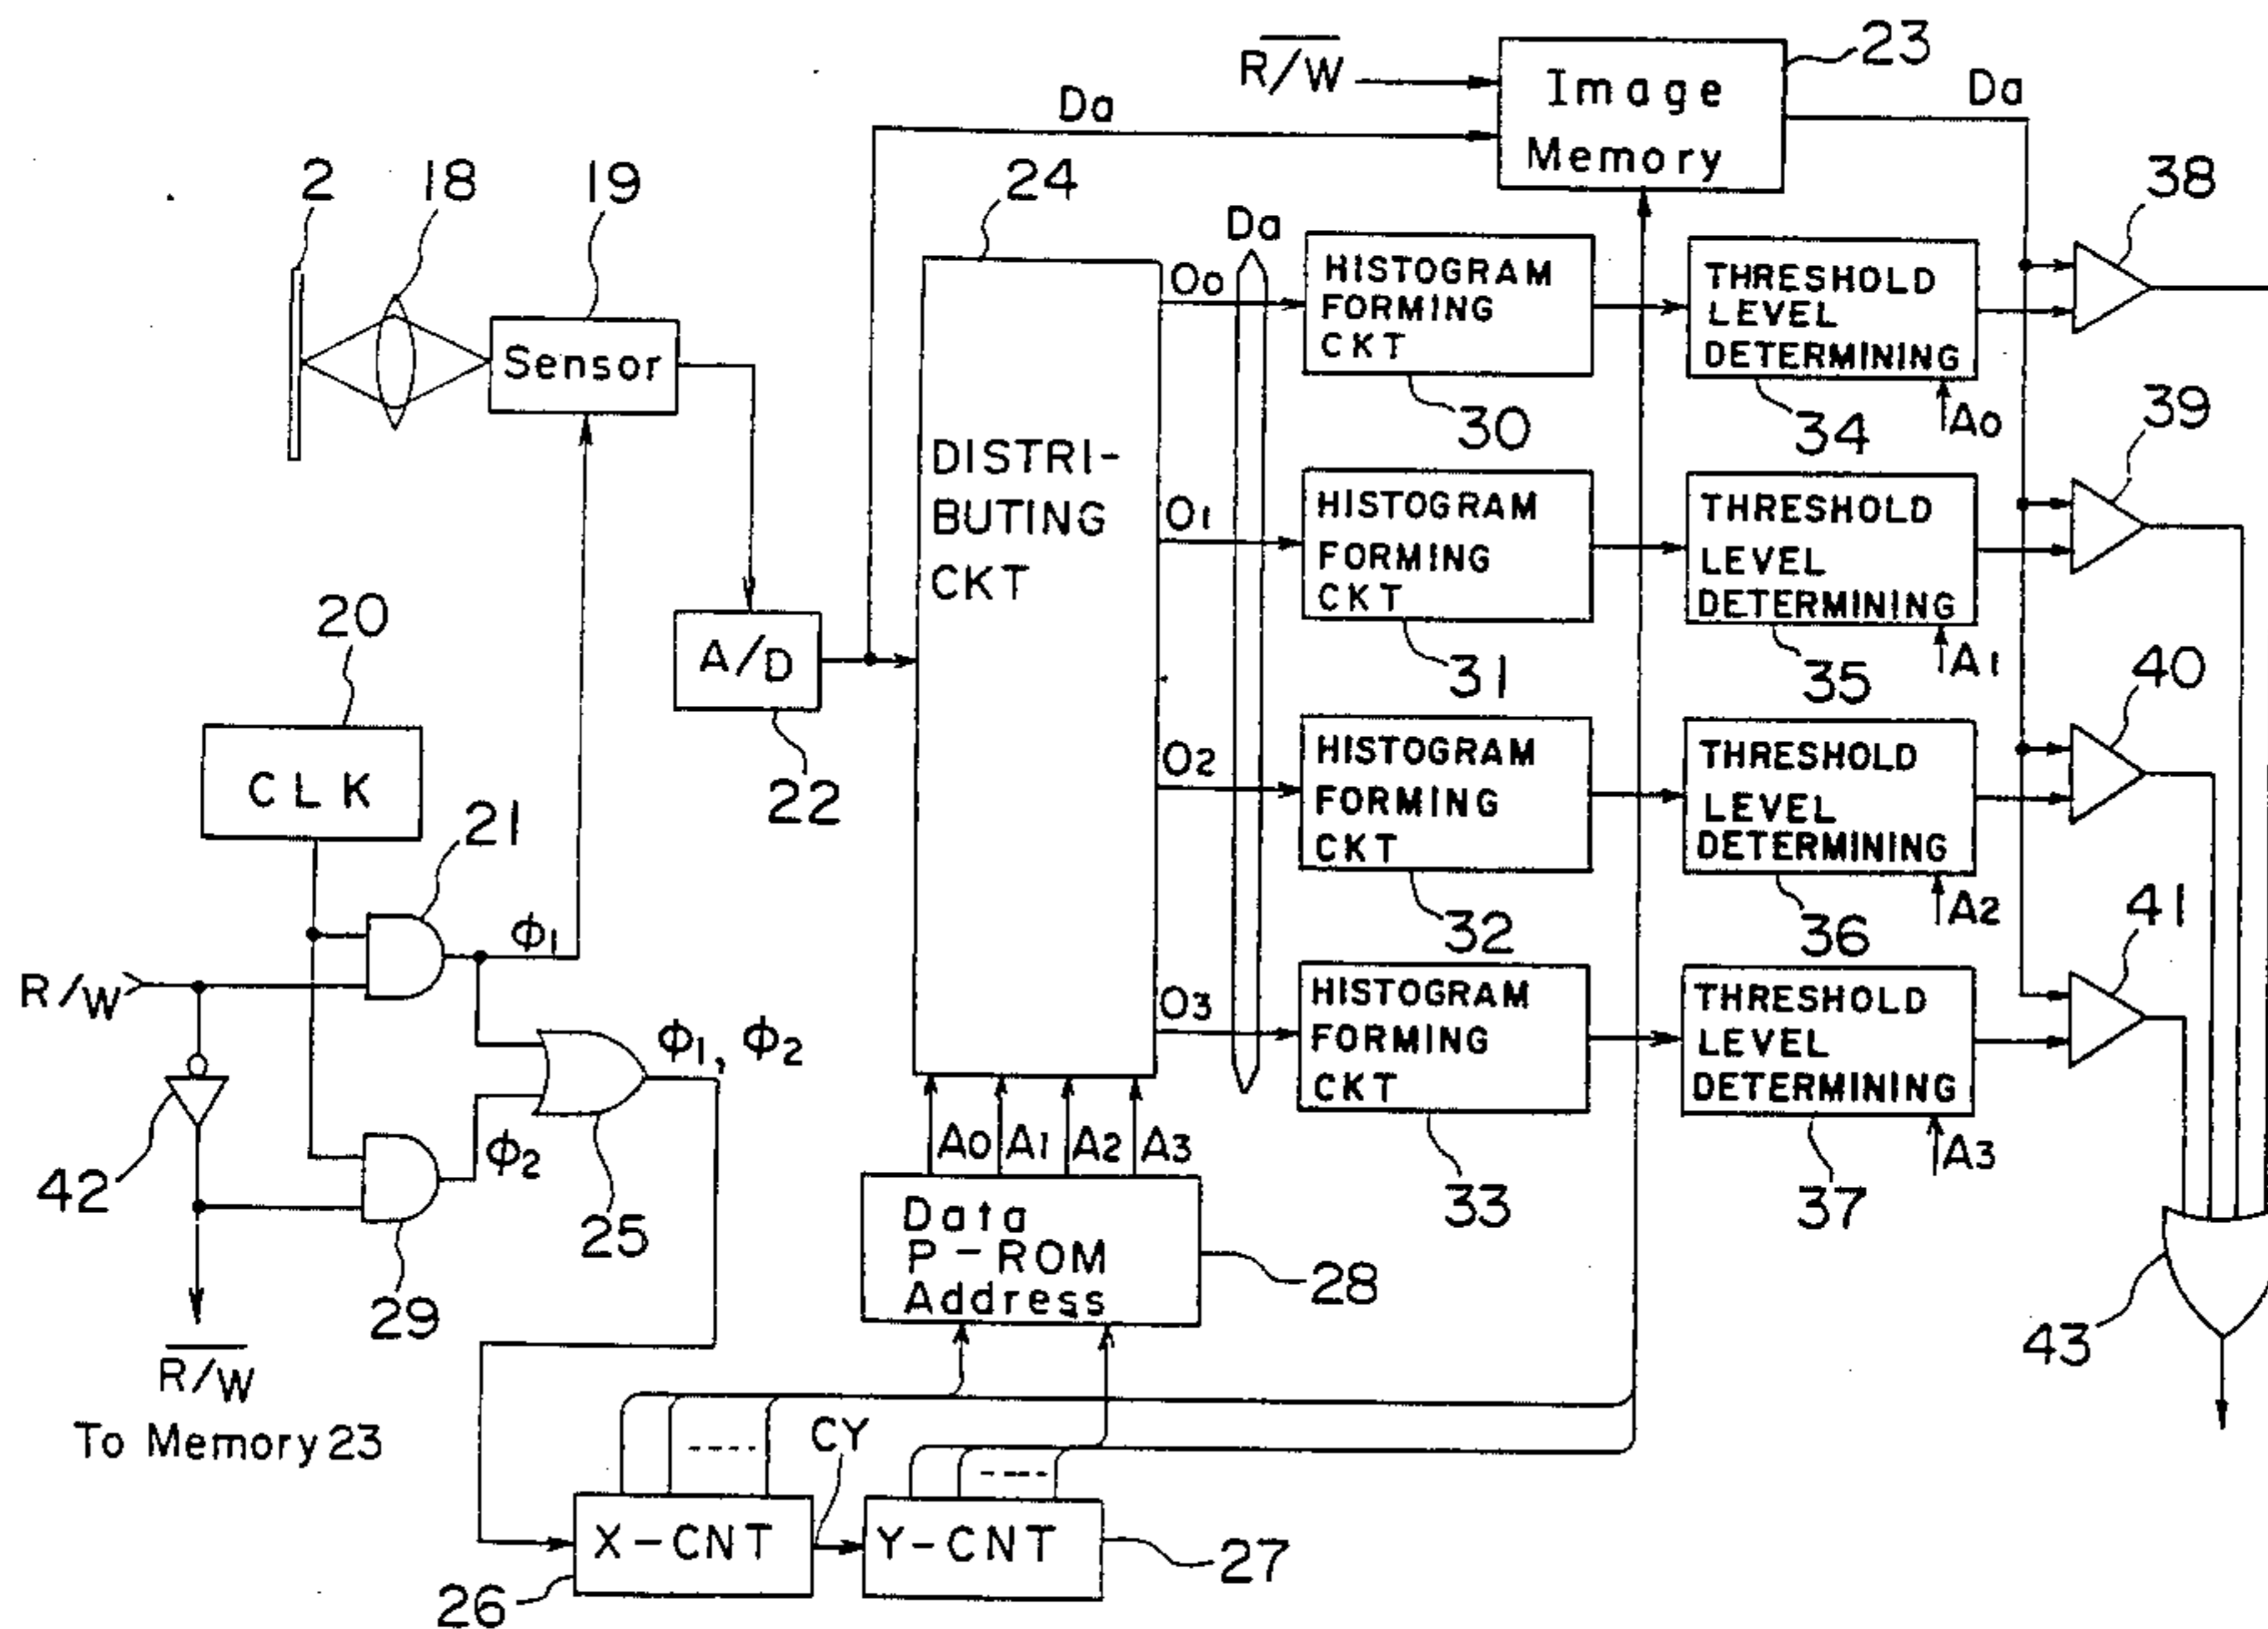 R/W
Image
Memory
23
Da
Da
2
18
19
24
Da
38
Sensor
O0
HISTOGRAM
FORMING
CKT
THRESHOLD
LEVEL
DETERMINING
30
34
A0
39
DISTRI-
BUTING
CKT
O1
HISTOGRAM
FORMING
CKT
THRESHOLD
LEVEL
DETERMINING
31
35
A1
40
20
A/D
22
CLK
21
O2
HISTOGRAM
FORMING
CKT
THRESHOLD
LEVEL
DETERMINING
32
36
A2
41
ϕ1
R/W
ϕ1, ϕ2
O3
HISTOGRAM
FORMING
CKT
THRESHOLD
LEVEL
DETERMINING
33
37
A3
42
ϕ2
25
29
A0 A1 A2 A3
Data
P-ROM
Address
28
43
R/W
To Memory 23
CY
X-CNT
Y-CNT
26
27